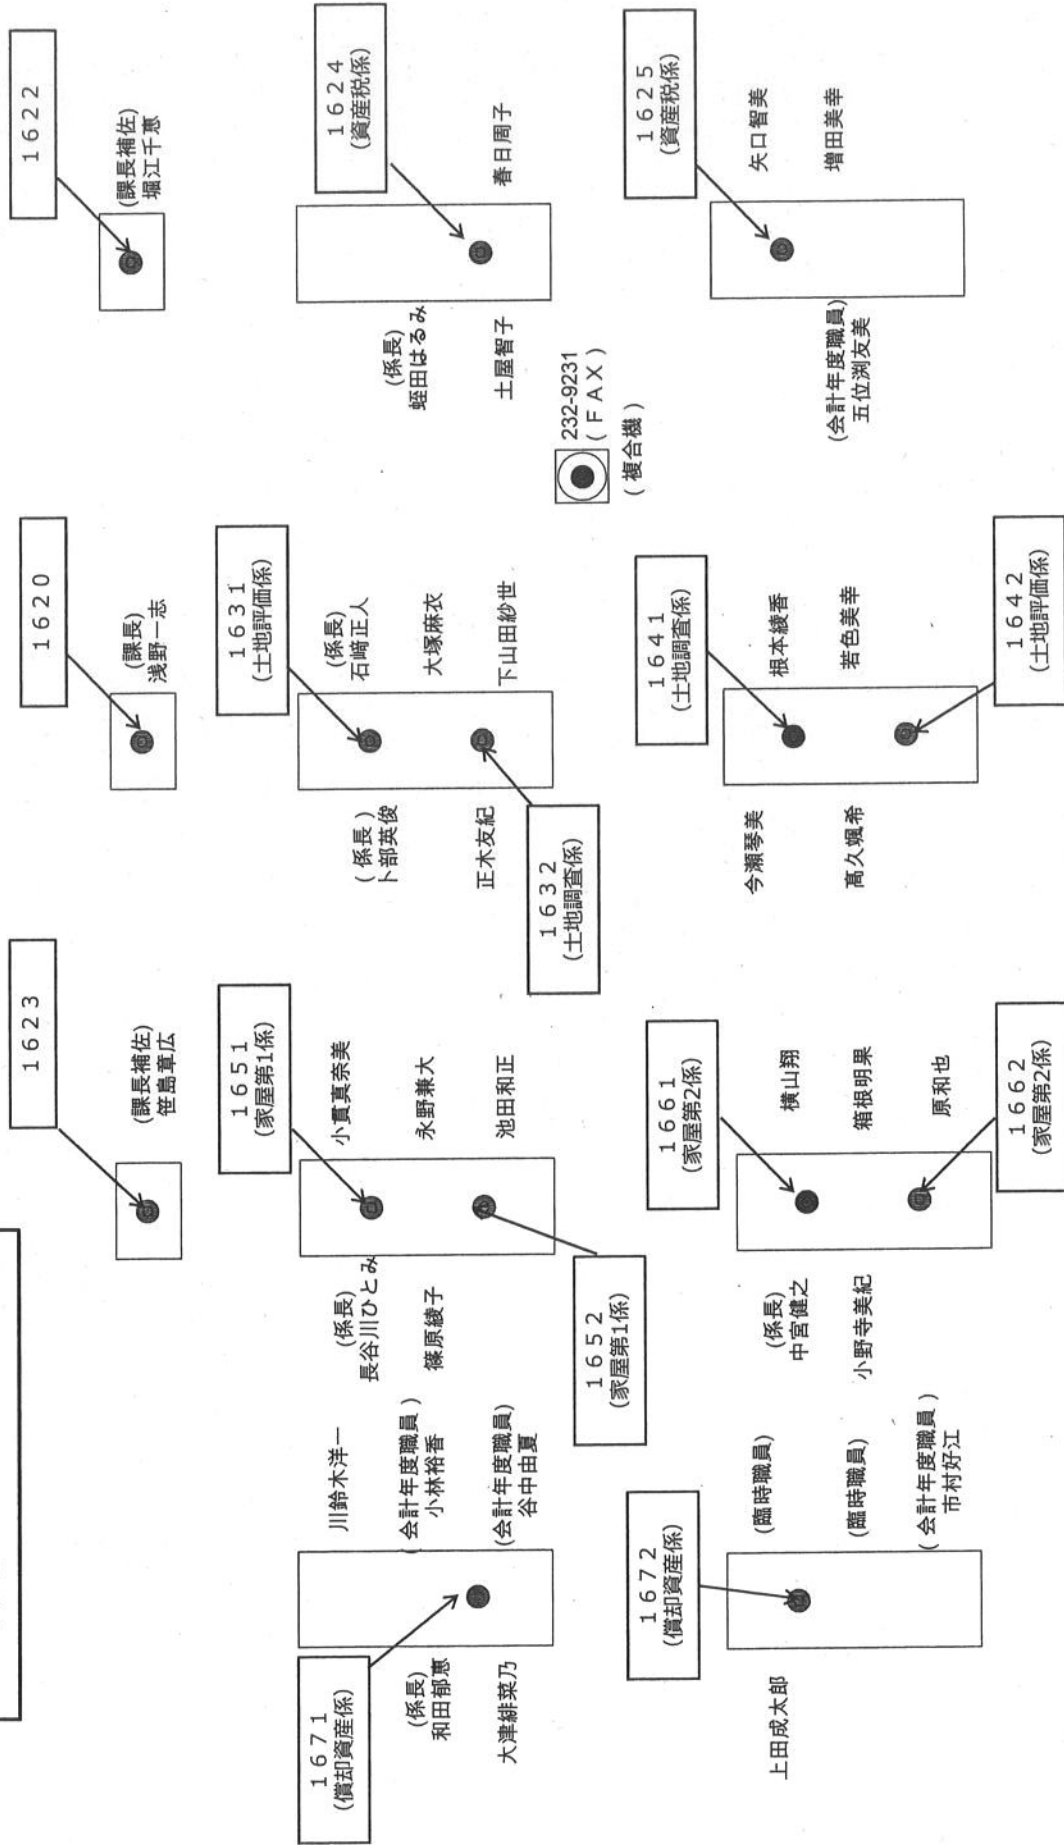 1623
(課長補佐)
笹島章広
1620
(課長)
浅野一志
1622
(課長補佐)
堀江千恵
1671
(償却資産係)
川鈴木洋一
(会計年度職員)
小林裕香
(会計年度職員)
谷中由夏
(係長)
和田郁恵
大津緋菜乃
1651
(家屋第1係)
小貫真奈美
永野兼大
池田和正
(係長)
長谷川ひとみ
篠原綾子
1652
(家屋第1係)
1631
(土地評価係)
(係長)
石﨑正人
大塚麻衣
下山田紗世
(係長)
卜部英俊
正木友紀
1632
(土地調査係)
1624
(資産税係)
春日周子
(係長)
蛭田はるみ
土屋智子
232-9231
(FAX)
(複合機)
1672
(償却資産係)
(臨時職員)
(臨時職員)
(会計年度職員)
市村好江
上田成太郎
1661
(家屋第2係)
横山翔
箱根明果
原和也
(係長)
中宮健之
小野寺美紀
1662
(家屋第2係)
1641
(土地調査係)
根本綾香
若色美幸
今瀬琴美
髙久颯希
1642
(土地評価係)
1625
(資産税係)
矢口智美
増田美幸
(会計年度職員)
五位渕友美